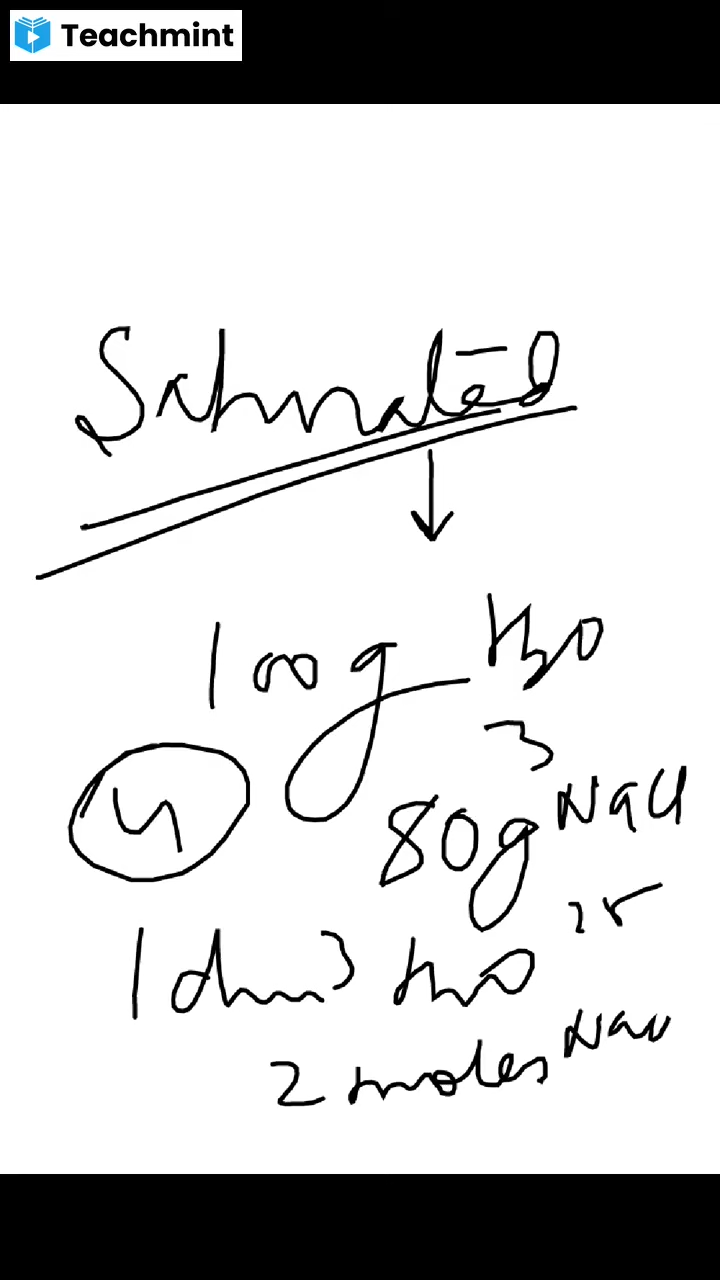 Teachmint
Saturated
100g H2O
3
80g NaCl
4
25
1dm3 H2O
2 moles NaCl